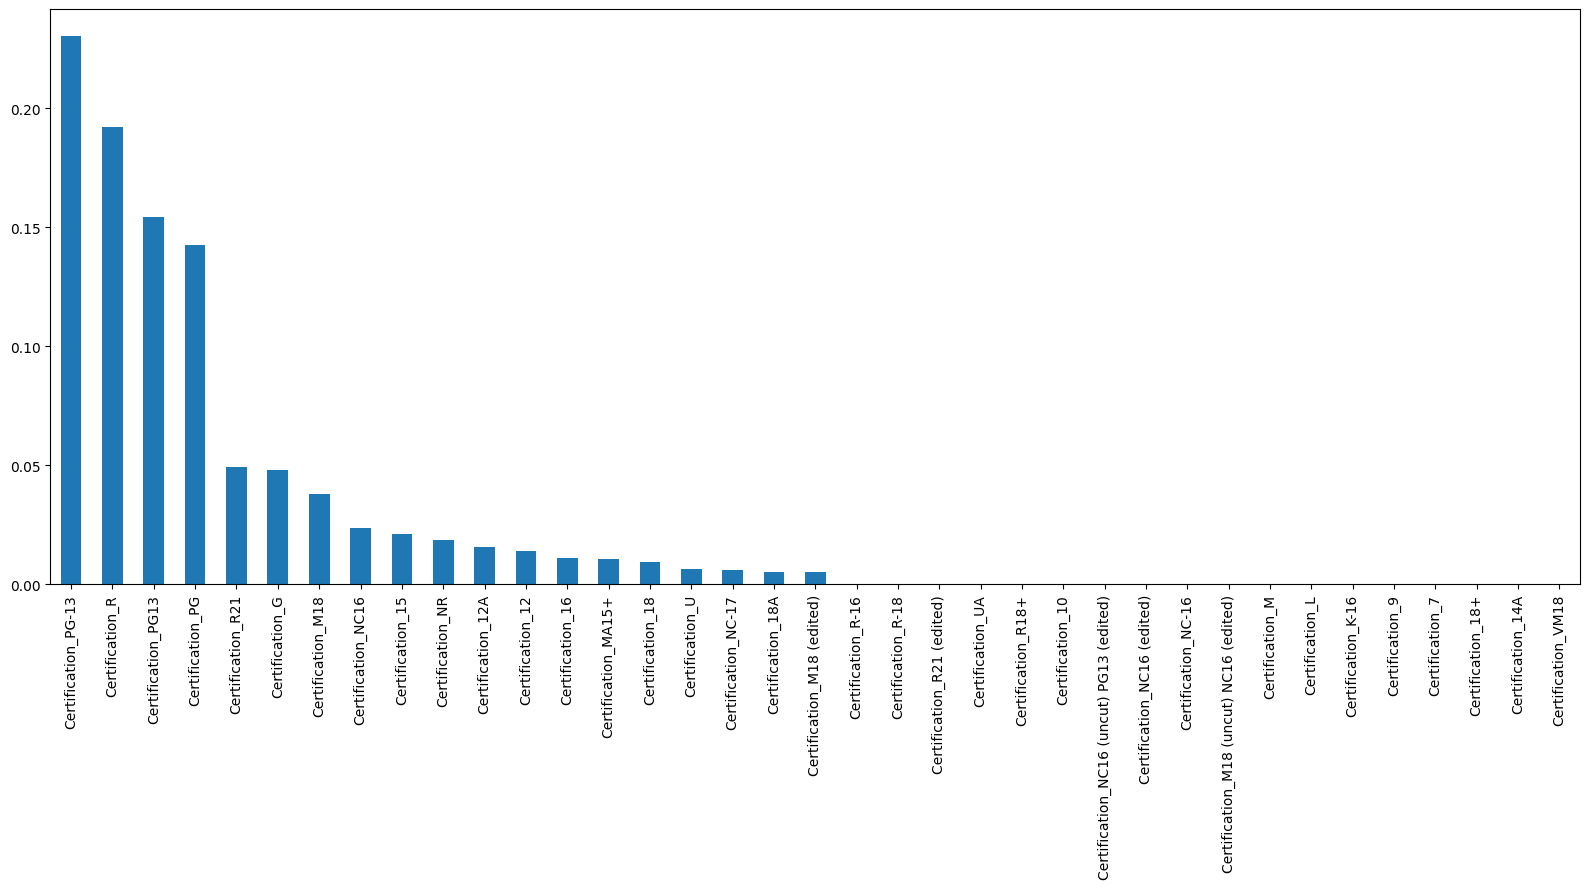 0.20
0.15
0.10
0.05
0.00
Certification_PG-13
Certification_R
Certification_PG13
Certification_PG
Certification_R21
Certification_G
Certification_M18
Certification_NC16
Certification_15
Certification_NR
Certification_12A
Certification_12
Certification_16
Certification_MA15+
Certification_18
Certification_U
Certification_NC-17
Certification_18A
Certification_M18 (edited)
Certification_R-16
Certification_R-18
Certification_R21 (edited)
Certification_UA
Certification_R18+
Certification_10
Certification_NC16 (uncut) PG13 (edited)
Certification_NC16 (edited)
Certification_NC-16
Certification_M18 (uncut) NC16 (edited)
Certification_M
Certification_L
Certification_K-16
Certification_9
Certification_7
Certification_18+
Certification_14A
Certification_VM18